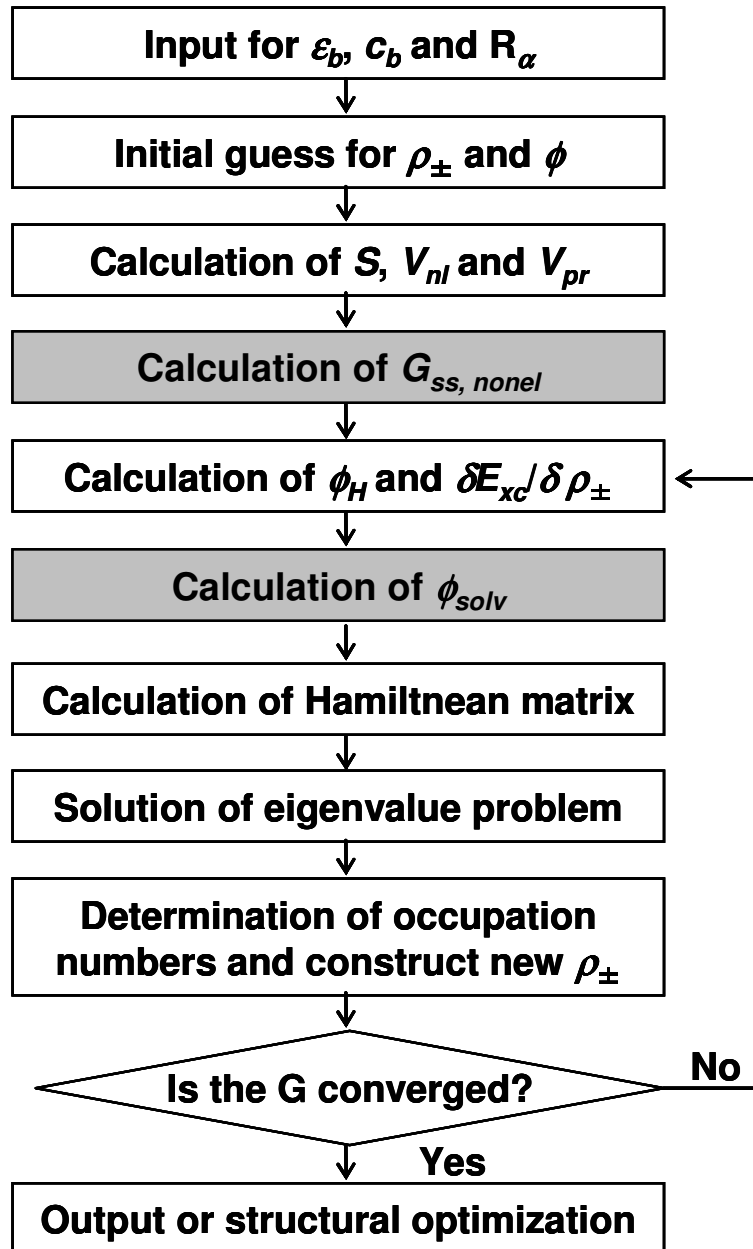 Input for εb, cb and Rα
Initial guess for ρ± and ϕ
Calculation of S, Vnl and Vpr
Calculation of Gss, nonel
Calculation of ϕH and δExc/δρ±
Calculation of ϕsolv
Calculation of Hamiltnean matrix
Solution of eigenvalue problem
Determination of occupation
numbers and construct new ρ±
Is the G converged?
No
Yes
Output or structural optimization